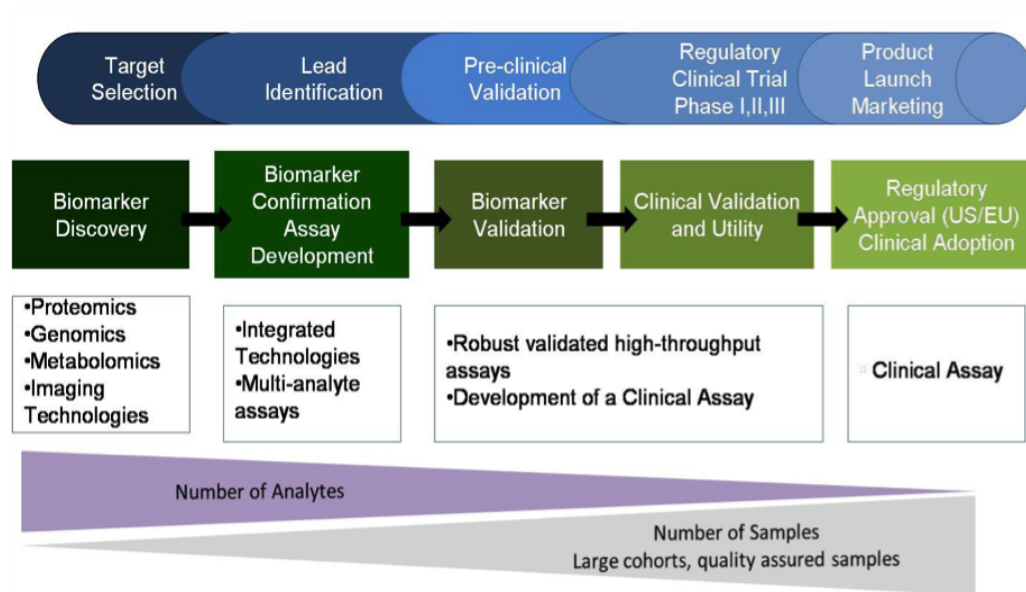 Target
Selection
Lead
Identification
Pre-clinical
Validation
Regulatory
Clinical Trial
Phase I,II,III
Product
Launch
Marketing
Biomarker
Discovery
Biomarker
Confirmation
Assay
Development
Biomarker
Validation
Clinical Validation
and Utility
Regulatory
Approval (US/EU)
Clinical Adoption
•Proteomics
•Genomics
•Metabolomics
•Imaging
Technologies
•Integrated
Technologies
•Multi-analyte
assays
•Robust validated high-throughput
assays
•Development of a Clinical Assay
Clinical Assay
Number of Analytes
Number of Samples
Large cohorts, quality assured samples